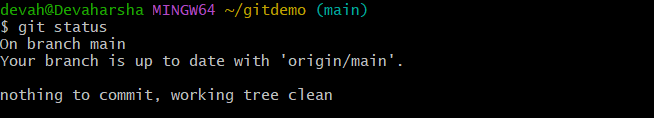 devah@Devaharsha MINGW64 ~/gitdemo (main)
$ git status
On branch main
Your branch is up to date with 'origin/main'.

nothing to commit, working tree clean